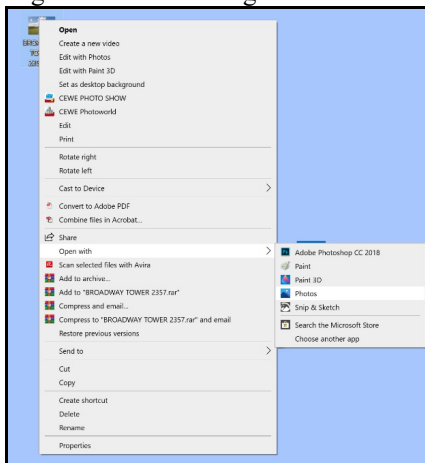 Open
Create a new video
Edit with Photos
Edit with Paint 3D
Set as desktop background
CEWE PHOTO SHOW
CEWE Photoworld
Edit
Print
Rotate right
Rotate left
Cast to Device
Convert to Adobe PDF
Combine files in Acrobat...
Share
Open with
Scan selected files with Avira
Add to archive...
Add to "BROADWAY TOWER 2357.rar"
Compress and email...
Compress to "BROADWAY TOWER 2357.rar" and email
Restore previous versions
Send to
Cut
Copy
Create shortcut
Delete
Rename
Properties
Adobe Photoshop CC 2018
Paint
Paint 3D
Photos
Snip & Sketch
Search the Microsoft Store
Choose another app